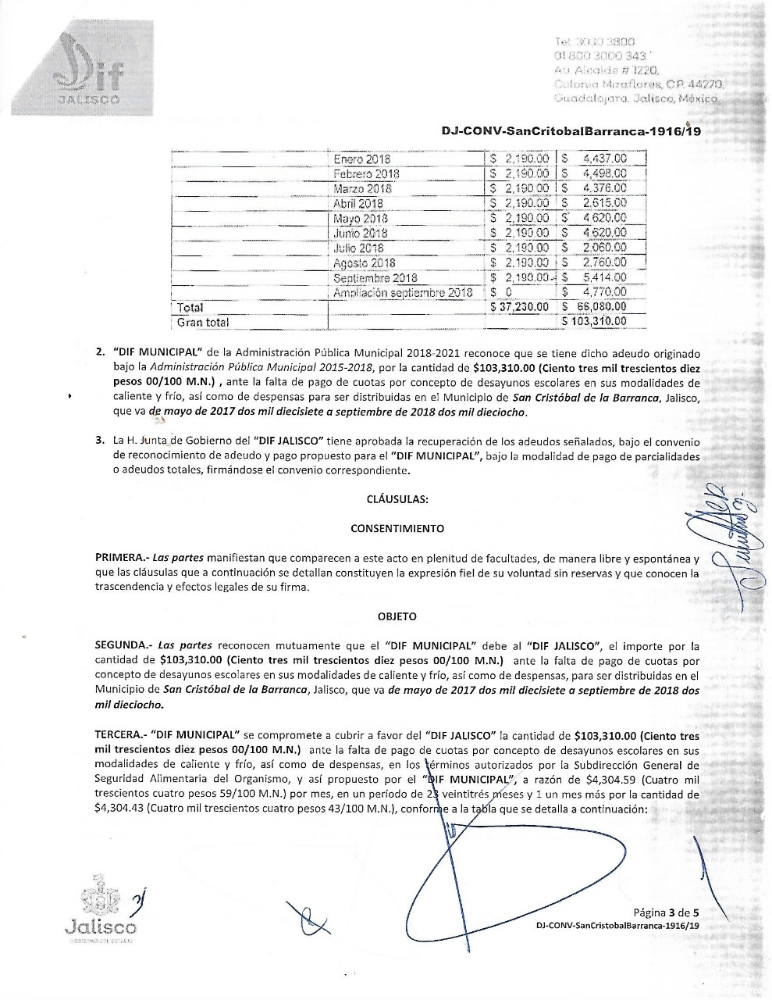 dif
JALISCO
Tel. 3030 3800
01 800 3000 343
Av. Alcalde # 1220,
Colonia Miraflores, C.P. 44270,
Guadalajara, Jalisco, México.
DJ-CONV-SanCritobalBarranca-1916/19
Enero 2018 $ 2,190.00 $ 4,437.00
Febrero 2018 $ 2,190.00 $ 4,498.00
Marzo 2018 $ 2,190.00 $ 4,376.00
Abril 2018 $ 2,190.00 $ 2,615.00
Mayo 2018 $ 2,190.00 $ 4,620.00
Junio 2018 $ 2,190.00 $ 4,620.00
Julio 2018 $ 2,190.00 $ 2,060.00
Agosto 2018 $ 2,190.00 $ 2,760.00
Septiembre 2018 $ 2,190.00 $ 5,414.00
Ampliación septiembre 2018 $ 0 $ 4,770.00
Total $ 37,230.00 $ 66,080.00
Gran total $ 103,310.00
2. "DIF MUNICIPAL" de la Administración Pública Municipal 2018-2021 reconoce que se tiene dicho adeudo originado
bajo la Administración Pública Municipal 2015-2018, por la cantidad de $103,310.00 (Ciento tres mil trescientos diez
pesos 00/100 M.N.) , ante la falta de pago de cuotas por concepto de desayunos escolares en sus modalidades de
caliente y frío, así como de despensas para ser distribuidas en el Municipio de San Cristóbal de la Barranca, Jalisco,
que va de mayo de 2017 dos mil diecisiete a septiembre de 2018 dos mil dieciocho.
3. La H. Junta de Gobierno del "DIF JALISCO" tiene aprobada la recuperación de los adeudos señalados, bajo el convenio
de reconocimiento de adeudo y pago propuesto para el "DIF MUNICIPAL", bajo la modalidad de pago de parcialidades
o adeudos totales, firmándose el convenio correspondiente.
CLÁUSULAS:
CONSENTIMIENTO
PRIMERA.- Las partes manifiestan que comparecen a este acto en plenitud de facultades, de manera libre y espontánea y
que las cláusulas que a continuación se detallan constituyen la expresión fiel de su voluntad sin reservas y que conocen la
trascendencia y efectos legales de su firma.
OBJETO
SEGUNDA.- Las partes reconocen mutuamente que el "DIF MUNICIPAL" debe al "DIF JALISCO", el importe por la
cantidad de $103,310.00 (Ciento tres mil trescientos diez pesos 00/100 M.N.) ante la falta de pago de cuotas por
concepto de desayunos escolares en sus modalidades de caliente y frío, así como de despensas, para ser distribuidas en el
Municipio de San Cristóbal de la Barranca, Jalisco, que va de mayo de 2017 dos mil diecisiete a septiembre de 2018 dos
mil dieciocho.
TERCERA.- "DIF MUNICIPAL" se compromete a cubrir a favor del "DIF JALISCO" la cantidad de $103,310.00 (Ciento tres
mil trescientos diez pesos 00/100 M.N.) ante la falta de pago de cuotas por concepto de desayunos escolares en sus
modalidades de caliente y frío, así como de despensas, en los términos autorizados por la Subdirección General de
Seguridad Alimentaria del Organismo, y así propuesto por el "DIF MUNICIPAL", a razón de $4,304.59 (Cuatro mil
trescientos cuatro pesos 59/100 M.N.) por mes, en un período de 23 veintitrés meses y 1 un mes más por la cantidad de
$4,304.43 (Cuatro mil trescientos cuatro pesos 43/100 M.N.), conforme a la tabla que se detalla a continuación:
Jalisco
GOBIERNO DEL ESTADO
Página 3 de 5
DJ-CONV-SanCristobalBarranca-1916/19